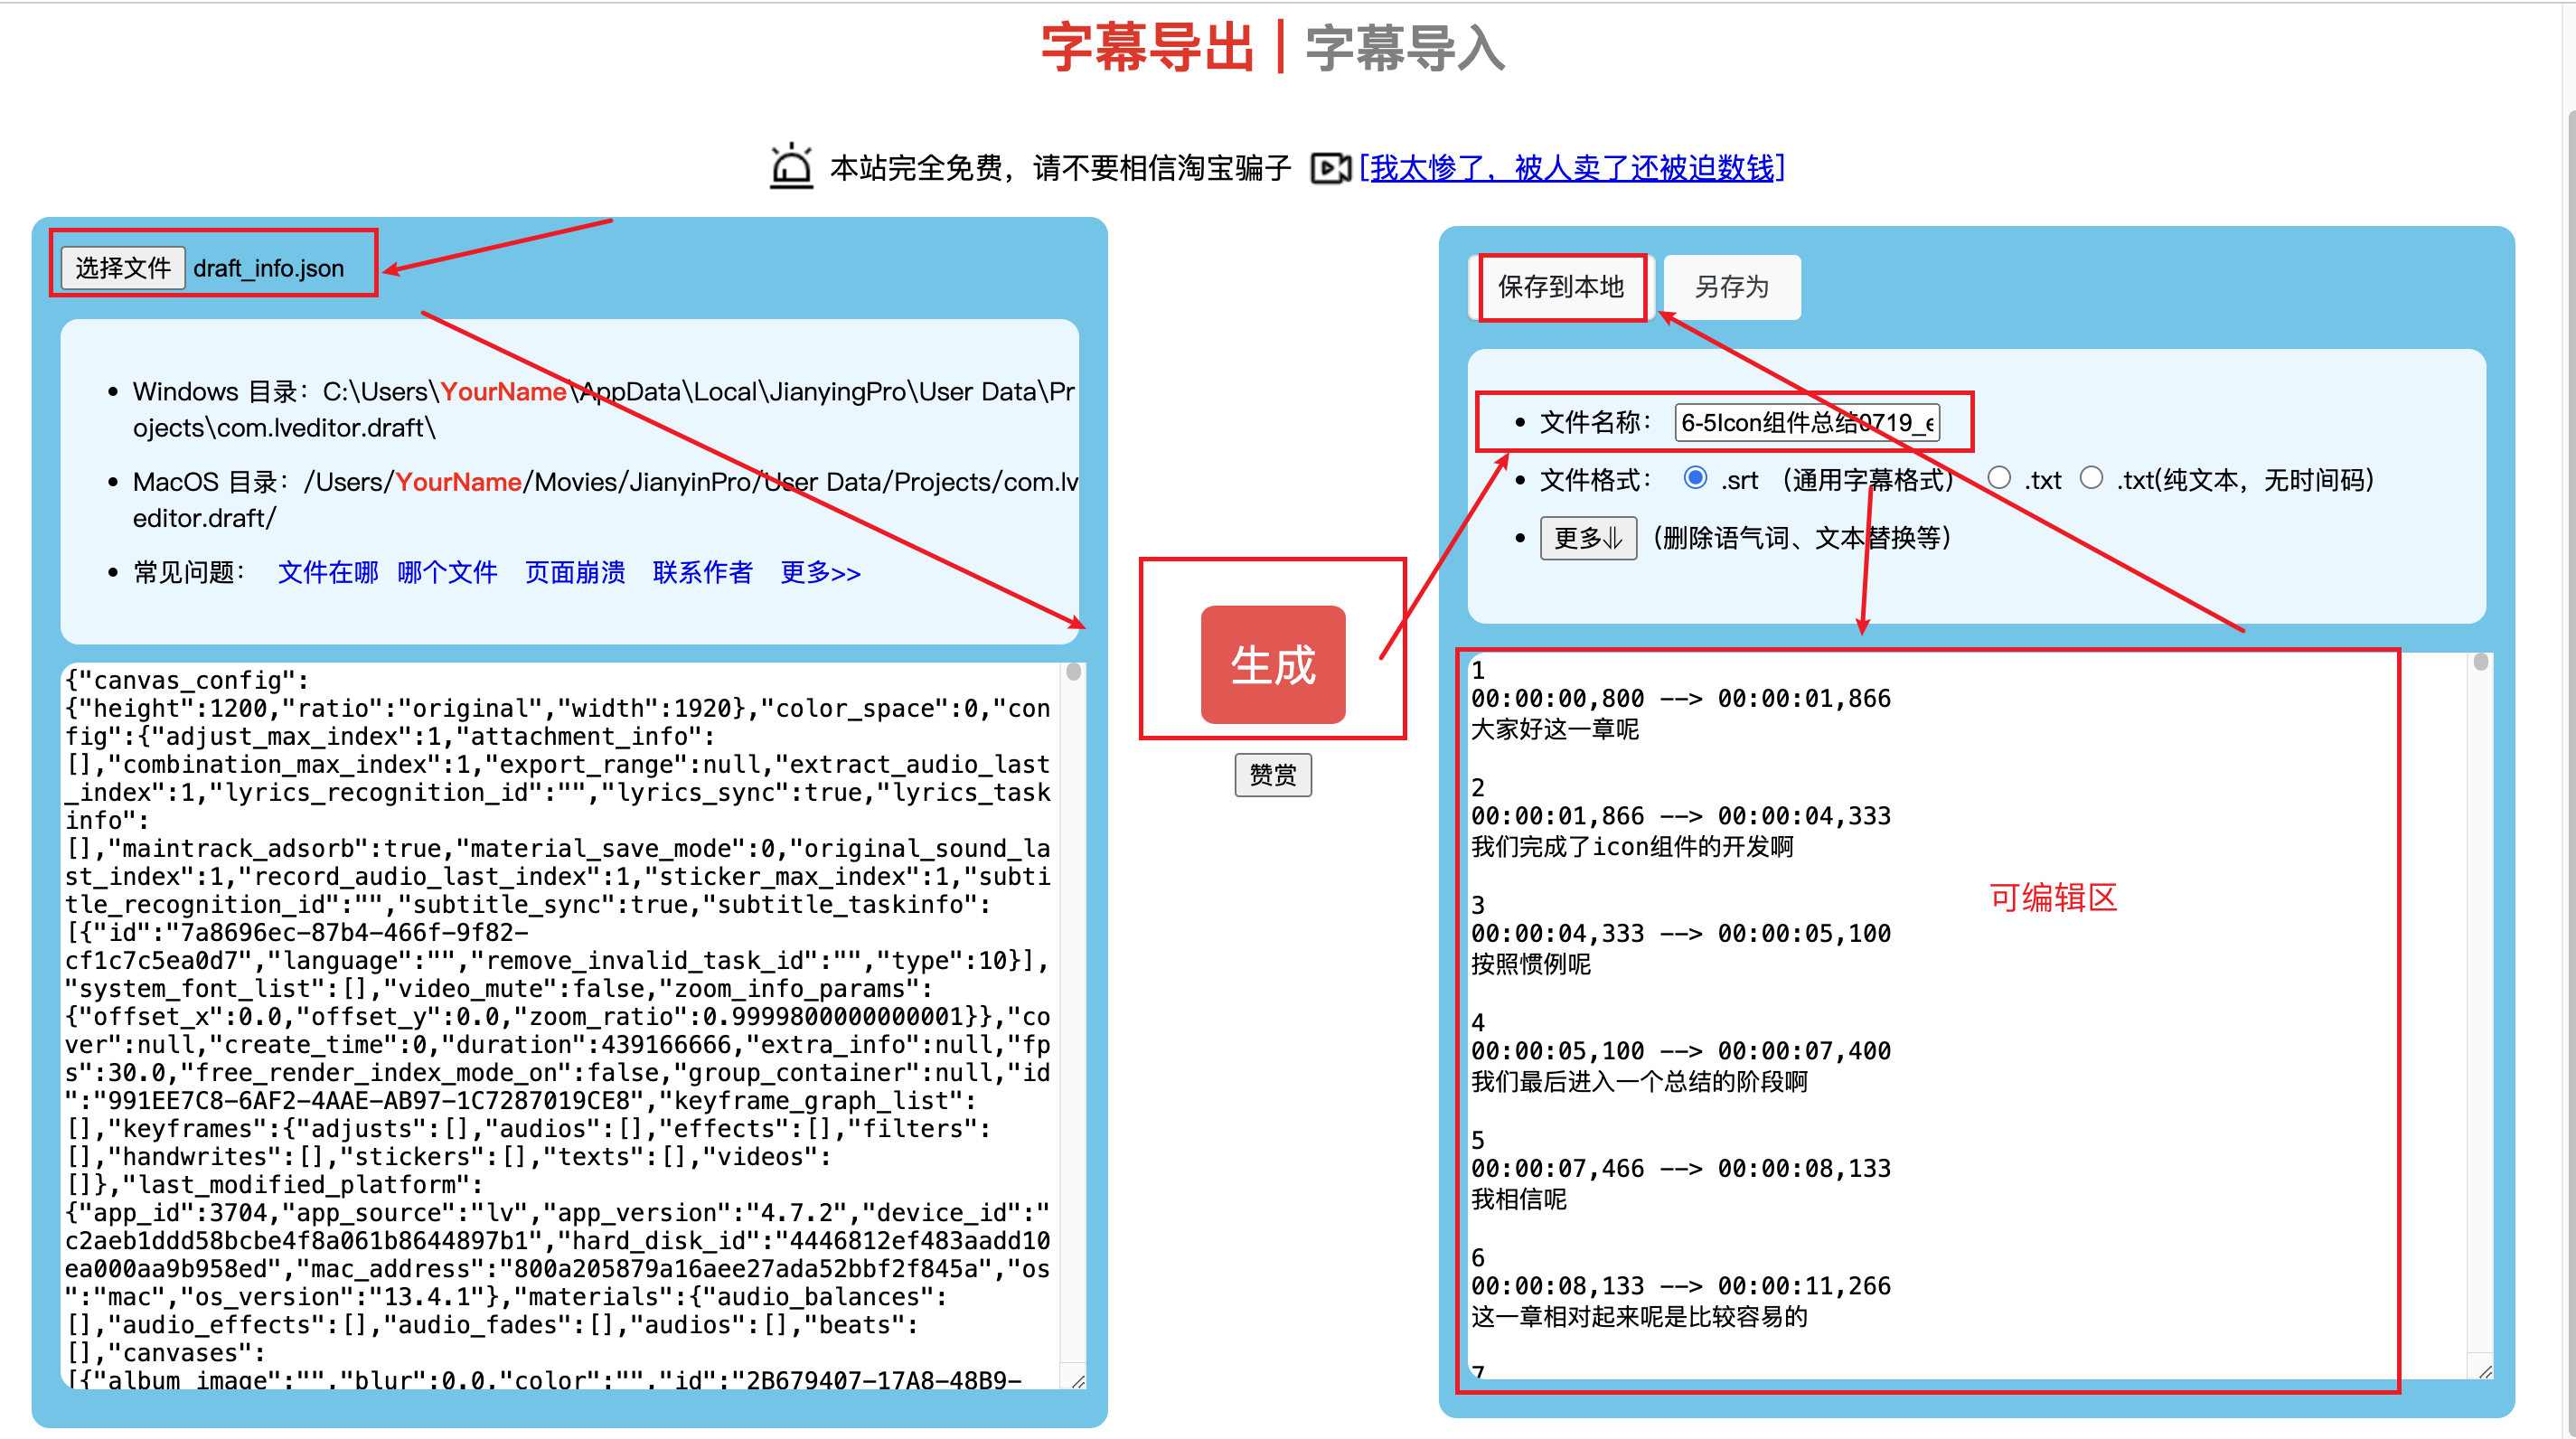 字幕导出 | 字幕导入
本站完全免费，请不要相信淘宝骗子 [我太惨了，被人卖了还被迫数钱]
选择文件 draft_info.json
• Windows 目录：C:\Users\YourName\AppData\Local\JianyingPro\User Data\Pr
ojects\com.lveditor.draft\
• MacOS 目录：/Users/YourName/Movies/JianyinPro/User Data/Projects/com.lv
editor.draft/
• 常见问题： 文件在哪 哪个文件 页面崩溃 联系作者 更多>>
{"canvas_config":
{"height":1200,"ratio":"original","width":1920},"color_space":0,"con
fig":{"adjust_max_index":1,"attachment_info":
[],"combination_max_index":1,"export_range":null,"extract_audio_last
_index":1,"lyrics_recognition_id":"","lyrics_sync":true,"lyrics_task
info":
[],"maintrack_adsorb":true,"material_save_mode":0,"original_sound_la
st_index":1,"record_audio_last_index":1,"sticker_max_index":1,"subti
tle_recognition_id":"","subtitle_sync":true,"subtitle_taskinfo":
[{"id":"7a8696ec-87b4-466f-9f82-
cf1c7c5ea0d7","language":"","remove_invalid_task_id":"","type":10}],
"system_font_list":[],"video_mute":false,"zoom_info_params":
{"offset_x":0.0,"offset_y":0.0,"zoom_ratio":0.9999800000000001}},"co
ver":null,"create_time":0,"duration":439166666,"extra_info":null,"fp
s":30.0,"free_render_index_mode_on":false,"group_container":null,"id
":"991EE7C8-6AF2-4AAE-AB97-1C7287019CE8","keyframe_graph_list":
[],"keyframes":{"adjusts":[],"audios":[],"effects":[],"filters":
[],"handwrites":[],"stickers":[],"texts":[],"videos":
[]},"last_modified_platform":
{"app_id":3704,"app_source":"lv","app_version":"4.7.2","device_id":"
c2aeb1ddd58bcbe4f8a061b8644897b1","hard_disk_id":"4446812ef483aadd10
ea000aa9b958ed","mac_address":"800a205879a16aee27ada52bbf2f845a","os
":"mac","os_version":"13.4.1"},"materials":{"audio_balances":
[],"audio_effects":[],"audio_fades":[],"audios":[],"beats":
[],"canvases":
[{"album_image":"","blur":0.0,"color":"","id":"2B679407-17A8-48B9-
生成
赞赏
保存到本地 另存为
• 文件名称： 6-5Icon组件总结0719_e
• 文件格式： .srt （通用字幕格式） .txt .txt(纯文本，无时间码)
• 更多⇓ (删除语气词、文本替换等)
1
00:00:00,800 --> 00:00:01,866
大家好这一章呢
2
00:00:01,866 --> 00:00:04,333
我们完成了icon组件的开发啊
3
00:00:04,333 --> 00:00:05,100
按照惯例呢
4
00:00:05,100 --> 00:00:07,400
我们最后进入一个总结的阶段啊
5
00:00:07,466 --> 00:00:08,133
我相信呢
6
00:00:08,133 --> 00:00:11,266
这一章相对起来呢是比较容易的
7
可编辑区